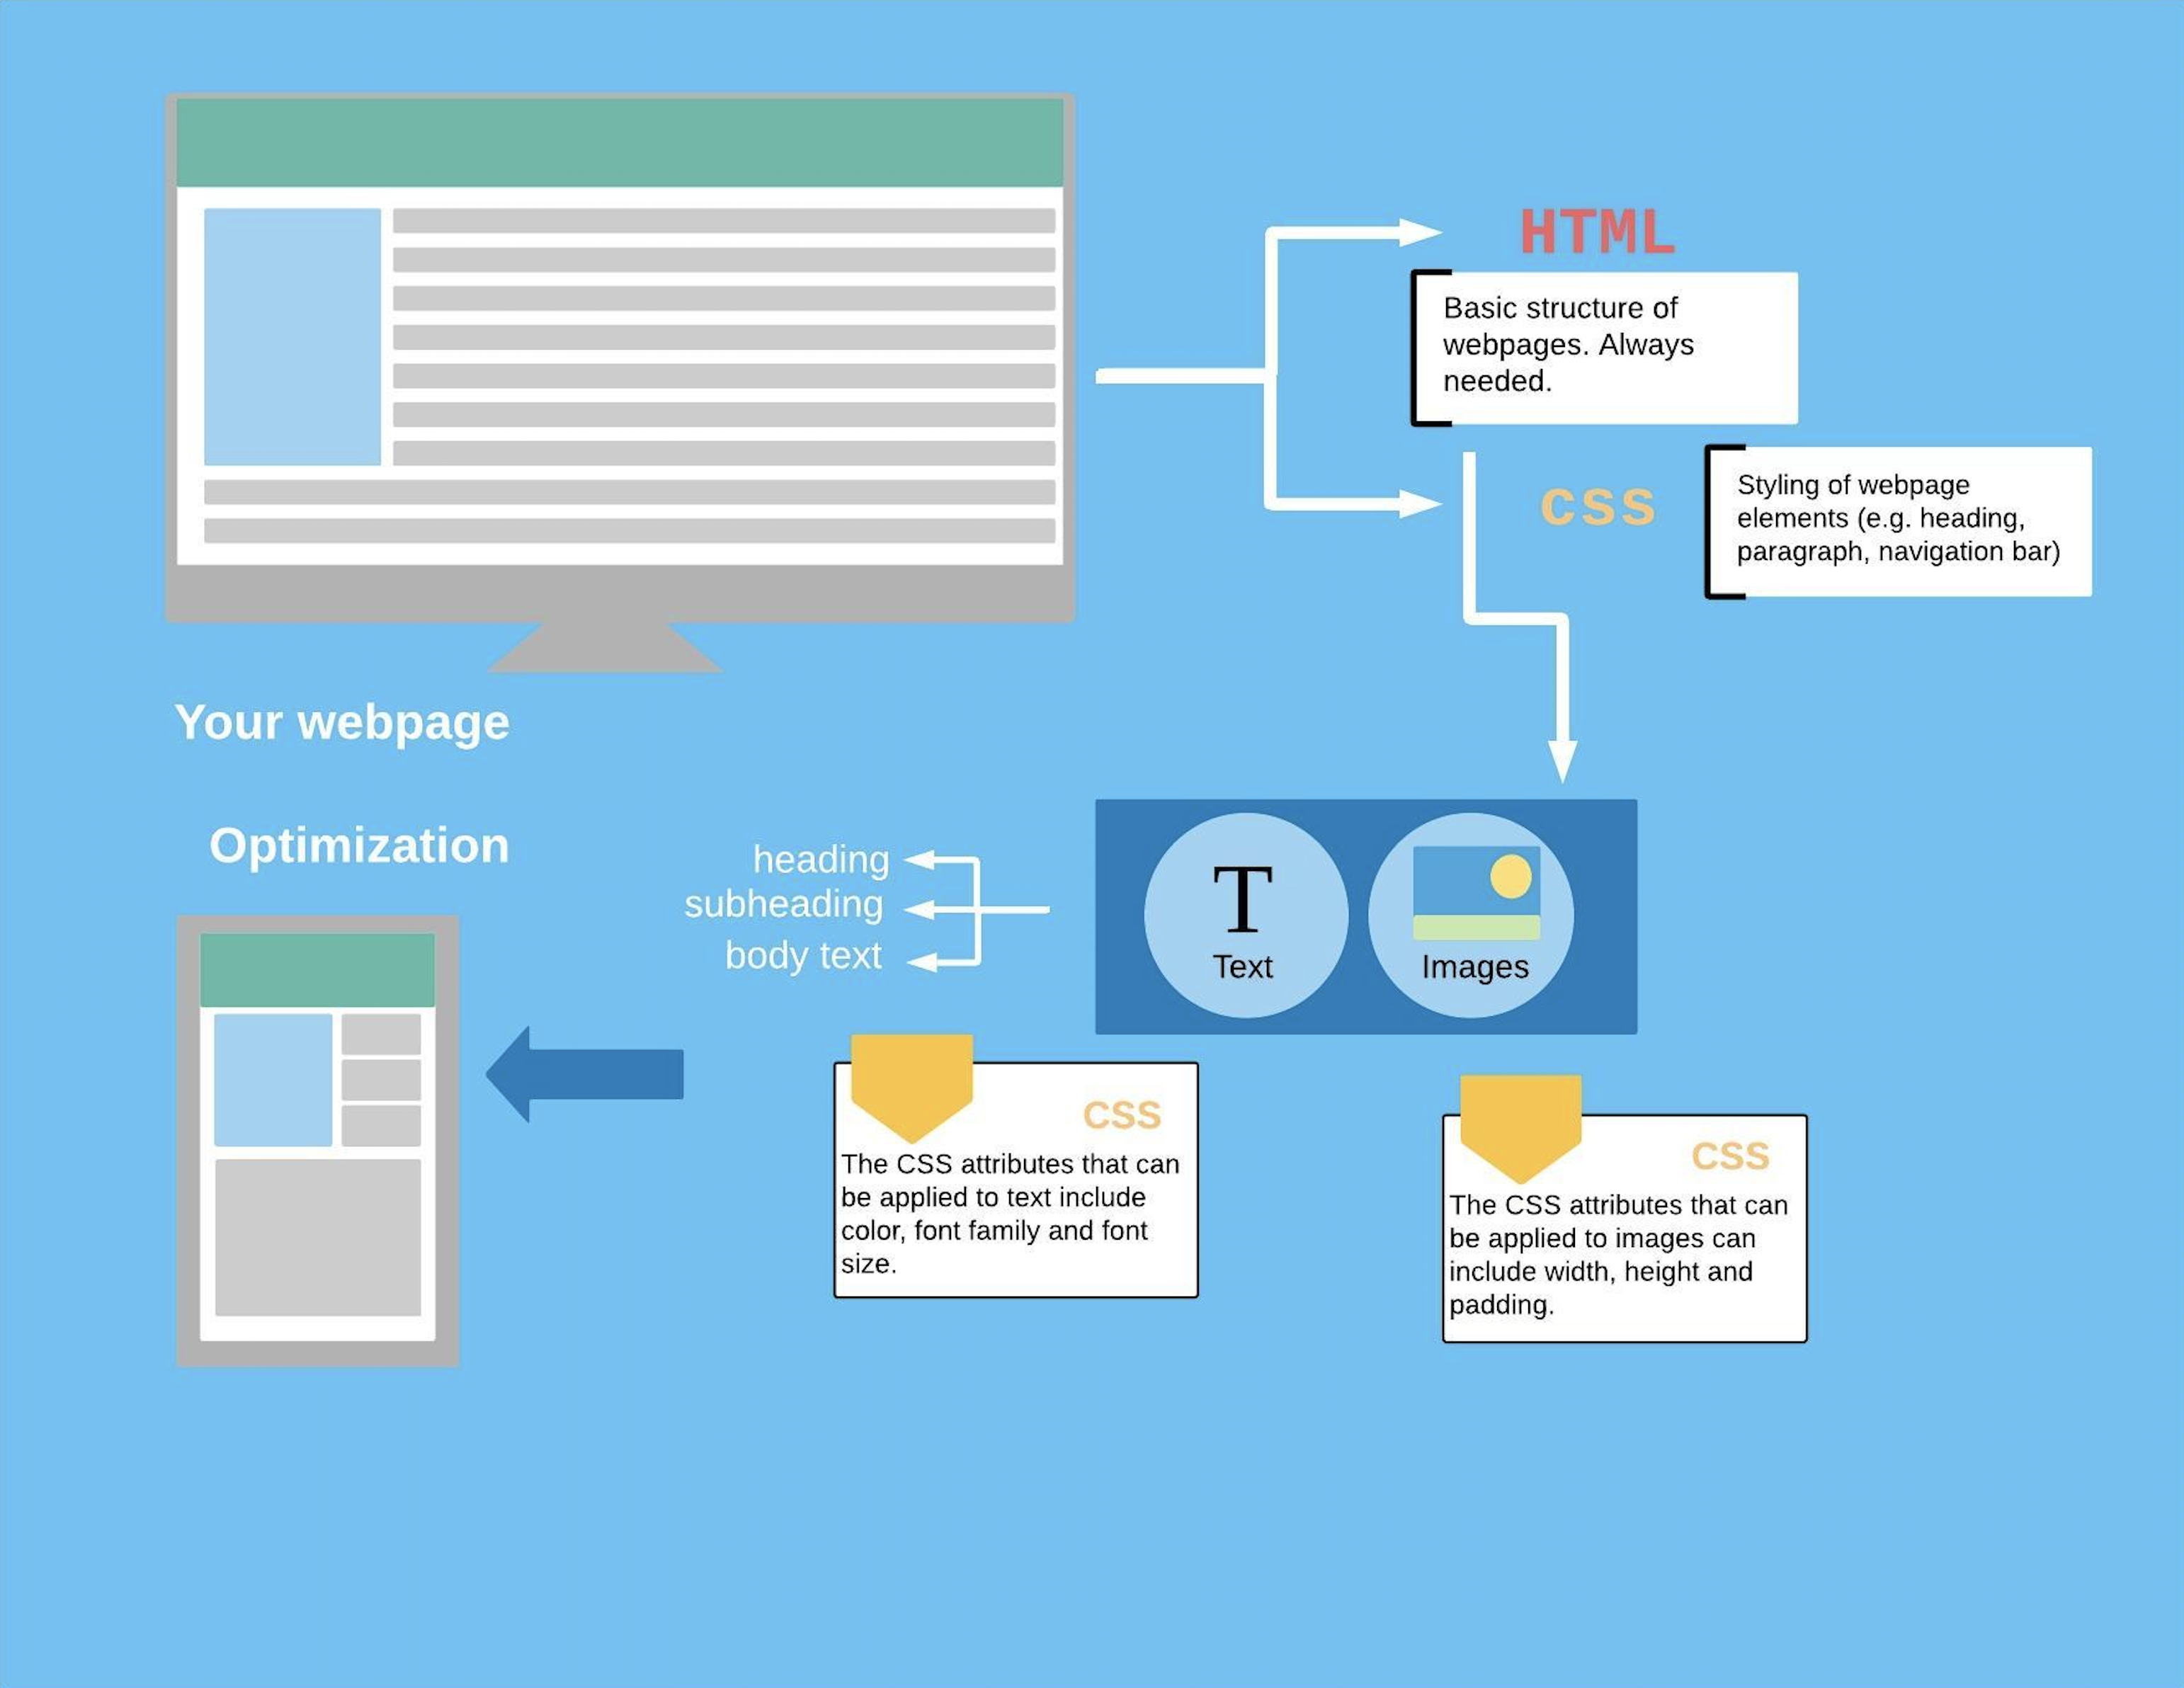 HTML
Basic structure of
webpages. Always
needed.
css
Styling of webpage
elements (e.g. heading,
paragraph, navigation bar)
Your webpage
Optimization
heading
subheading
body text
T
Text
Images
CSS
The CSS attributes that can
be applied to text include
color, font family and font
size.
CSS
The CSS attributes that can
be applied to images can
include width, height and
padding.